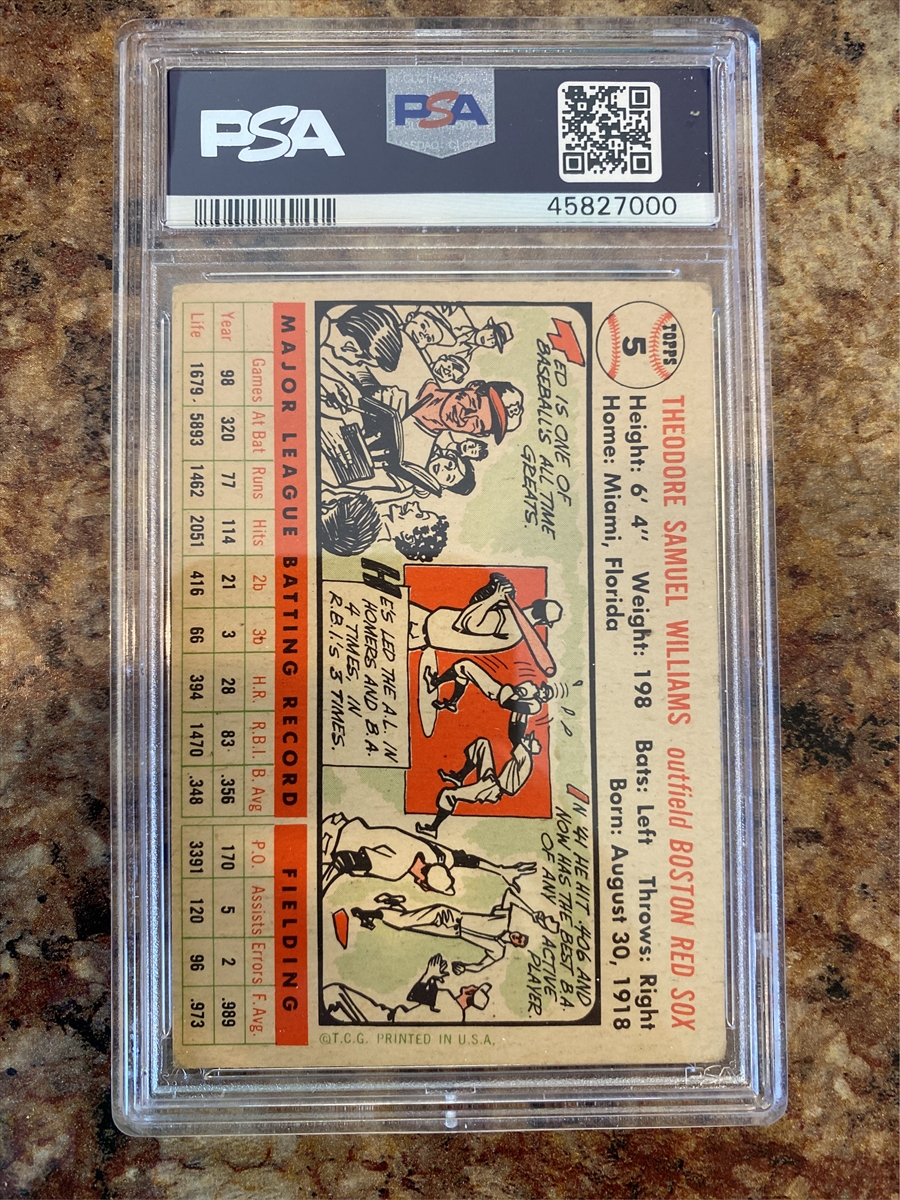 PSA
PSA
45827000
TOPPS
5
THEODORE SAMUEL WILLIAMS outfield BOSTON RED SOX
Height: 6' 4" Weight: 198 Bats: Left Throws: Right
Home: Miami, Florida Born: August 30, 1918
TED IS ONE OF
BASEBALL'S ALL TIME
GREATS.
HE'S LED THE A.L. IN
HOMERS AND B.A.
4 TIMES, IN
R.B.I.'S 3 TIMES.
IN '41 HE HIT .406 AND
NOW HAS THE BEST B.A.
OF ANY ACTIVE
PLAYER
MAJOR LEAGUE BATTING RECORD FIELDING
Games At Bat Runs Hits 2b 3b H.R. R.B.I. B. Avg P.O. Assists Errors F. Avg.
Year 98 320 77 114 21 3 28 83 .356 170 5 2 .989
Life 1679 5893 1462 2051 416 66 394 1470 .348 3391 120 96 .973
©T.C.G. PRINTED IN U.S.A.
PSA